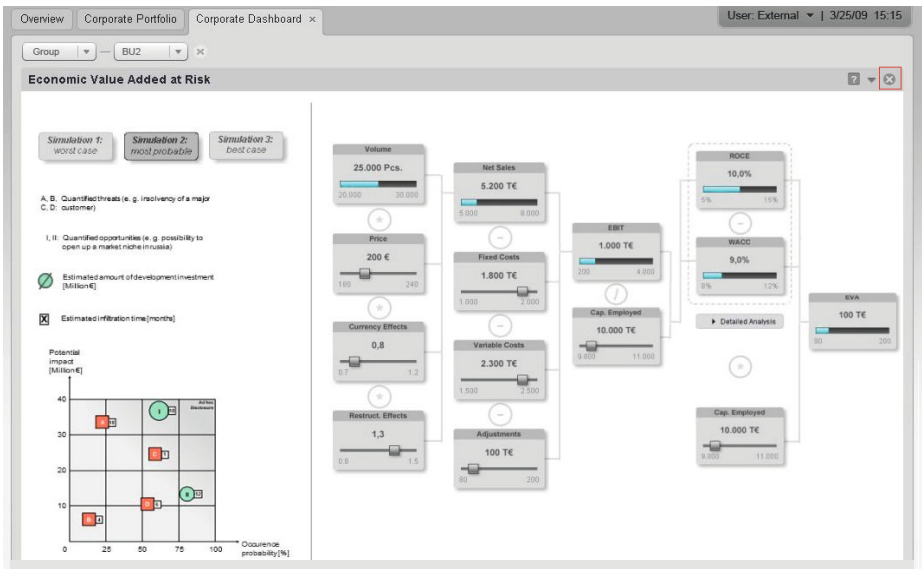 Overview
Corporate Portfolio
Corporate Dashboard ×
User: External | 3/25/09 15:15
Group
BU2
Economic Value Added at Risk
?
Simulation 1:
worst case
Simulation 2:
most probable
Simulation 3:
best case
A, B, Quantified threats (e. g. insolvency of a major
C, D: customer)
I, II: Quantified opportunities (e. g. possibility to
open up a market niche in russia)
Estimated amount of development investment
[Million €]
X Estimated infiltration time [months]
Potential
impact
[Million €]
40
30
20
10
0
25
50
75
100
Occurence
probability [%]
Ad hoc
Disclosure
A
I
C
II
D
B
Volume
25.000 Pcs.
20.000 30.000
*
Price
200 €
240
*
Currency Effects
0,8
0.7 1.2
*
Restruct. Effects
1,3
1.5
Net Sales
5.200 T€
5.000 8.000
–
Fixed Costs
1.800 T€
1.000 2.000
–
Variable Costs
2.300 T€
1.500 2.500
–
Adjustments
100 T€
80 200
EBIT
1.000 T€
200 4.000
/
Cap. Employed
10.000 T€
9.000 11.000
ROCE
10,0%
5% 15%
–
WACC
9,0%
12%
Detailed Analysis
*
Cap. Employed
10.000 T€
9.000 11.000
EVA
100 T€
80 200